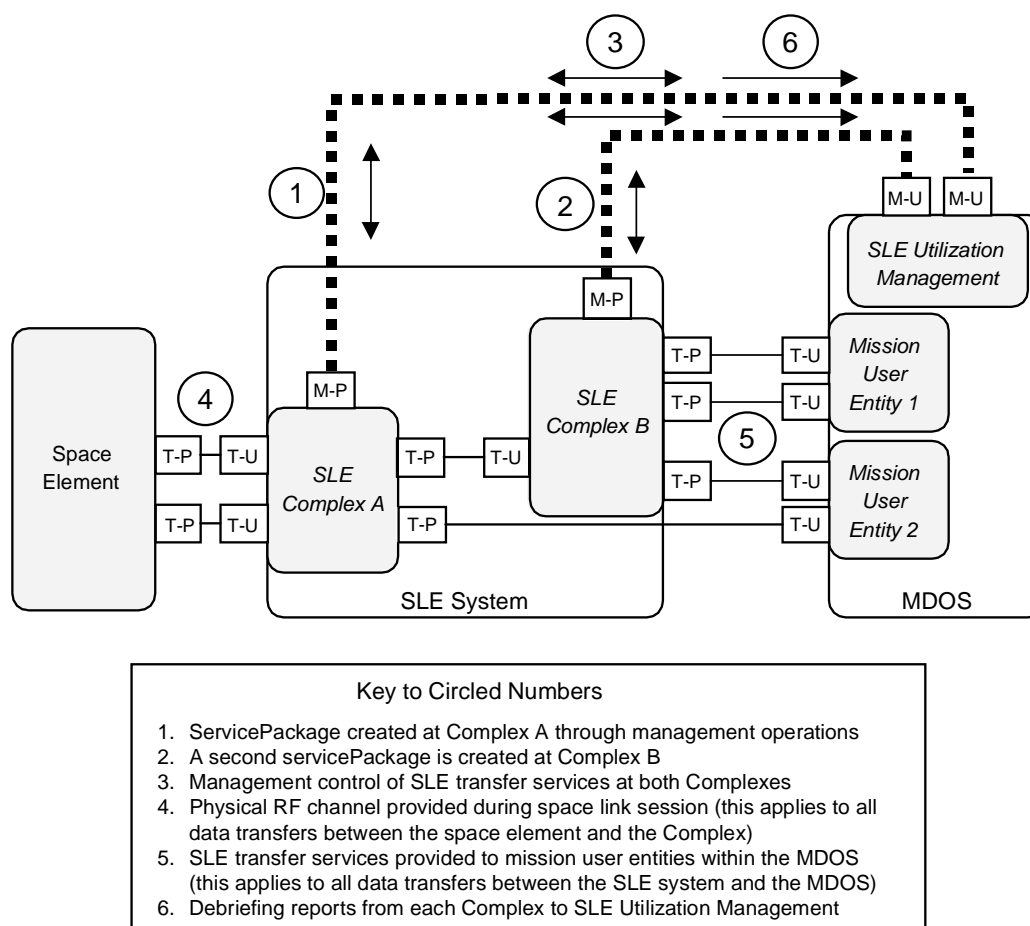 3
6
1
2
M-U
M-U
SLE Utilization
Management
M-P
M-P
T-P
T-U
Mission
User
Entity 1
T-P
T-U
4
SLE
Complex B
5
Space
Element
T-P
T-U
SLE
Complex A
T-P
T-U
T-P
T-U
Mission
User
Entity 2
T-P
T-U
T-P
T-U
SLE System
MDOS
Key to Circled Numbers
1. ServicePackage created at Complex A through management operations
2. A second servicePackage is created at Complex B
3. Management control of SLE transfer services at both Complexes
4. Physical RF channel provided during space link session (this applies to all
data transfers between the space element and the Complex)
5. SLE transfer services provided to mission user entities within the MDOS
(this applies to all data transfers between the SLE system and the MDOS)
6. Debriefing reports from each Complex to SLE Utilization Management